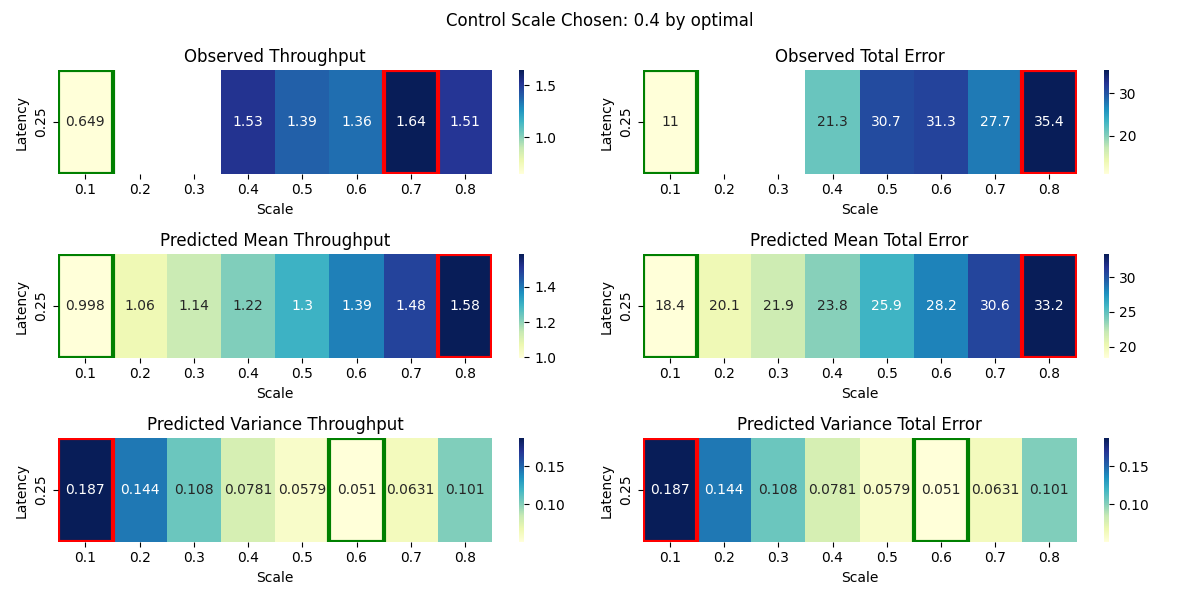 Control Scale Chosen: 0.4 by optimal
Observed Throughput
Latency
0.25
0.649 1.53 1.39 1.36 1.64 1.51
1.5
1.0
0.1 0.2 0.3 0.4 0.5 0.6 0.7 0.8
Scale
Observed Total Error
Latency
0.25
11 21.3 30.7 31.3 27.7 35.4
30
20
0.1 0.2 0.3 0.4 0.5 0.6 0.7 0.8
Scale
Predicted Mean Throughput
Latency
0.25
0.998 1.06 1.14 1.22 1.3 1.39 1.48 1.58
1.4
1.2
1.0
0.1 0.2 0.3 0.4 0.5 0.6 0.7 0.8
Scale
Predicted Mean Total Error
Latency
0.25
18.4 20.1 21.9 23.8 25.9 28.2 30.6 33.2
30
25
20
0.1 0.2 0.3 0.4 0.5 0.6 0.7 0.8
Scale
Predicted Variance Throughput
Latency
0.25
0.187 0.144 0.108 0.0781 0.0579 0.051 0.0631 0.101
0.15
0.10
0.1 0.2 0.3 0.4 0.5 0.6 0.7 0.8
Scale
Predicted Variance Total Error
Latency
0.25
0.187 0.144 0.108 0.0781 0.0579 0.051 0.0631 0.101
0.15
0.10
0.1 0.2 0.3 0.4 0.5 0.6 0.7 0.8
Scale